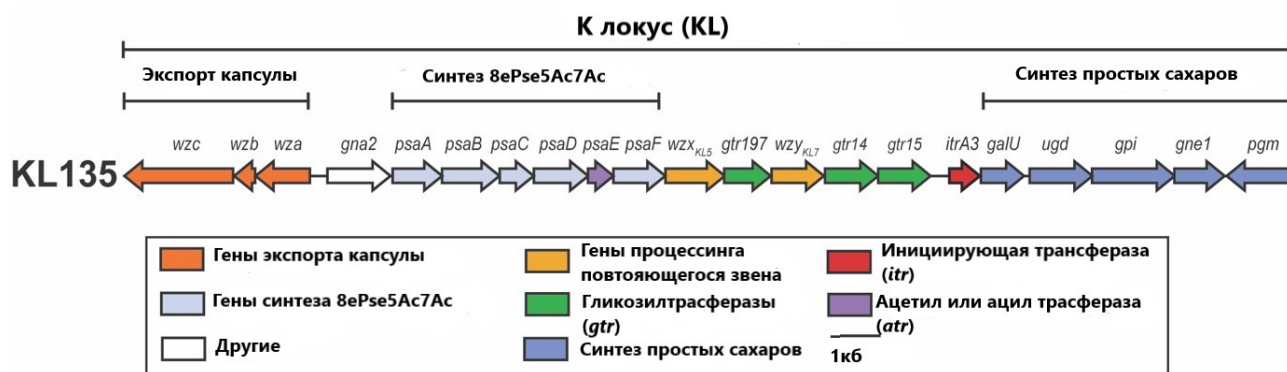 К локус (KL)
Экспорт капсулы
Синтез 8ePse5Ac7Ac
Синтез простых сахаров
wzc wzb wza gna2 psaA psaB psaC psaD psaE psaF wzxKL5 gtr197 wzyKL7 gtr14 gtr15 itrA3 galU ugd gpi gne1 pgm
KL135
Гены экспорта капсулы
Гены синтеза 8ePse5Ac7Ac
Другие
Гены процессинга
повтояющегося звена
Гликозилтрасферазы
(gtr)
Синтез простых сахаров
Инициирующая трансфераза
(itr)
Ацетил или ацил трасфераза
(atr)
1кб